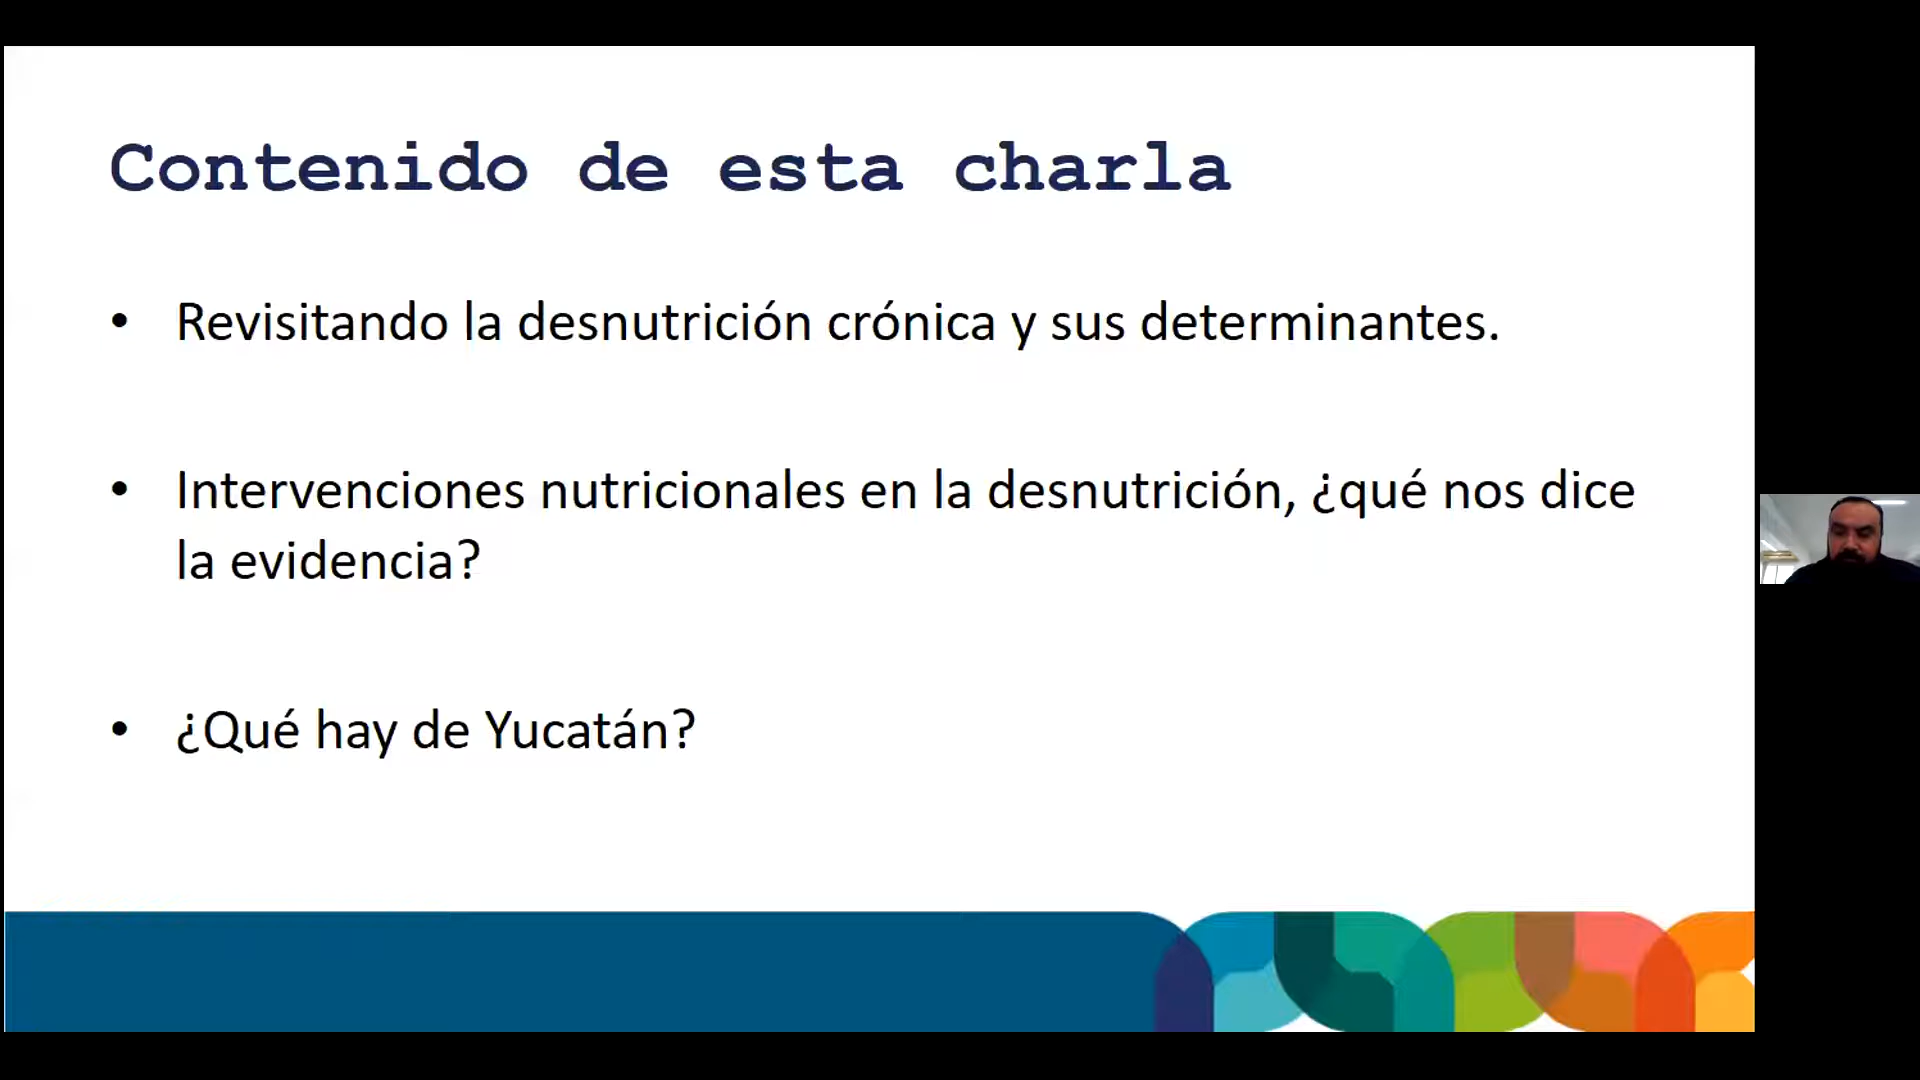 Contenido de esta charla
• Revisitando la desnutrición crónica y sus determinantes.
• Intervenciones nutricionales en la desnutrición, ¿qué nos dice
la evidencia?
• ¿Qué hay de Yucatán?